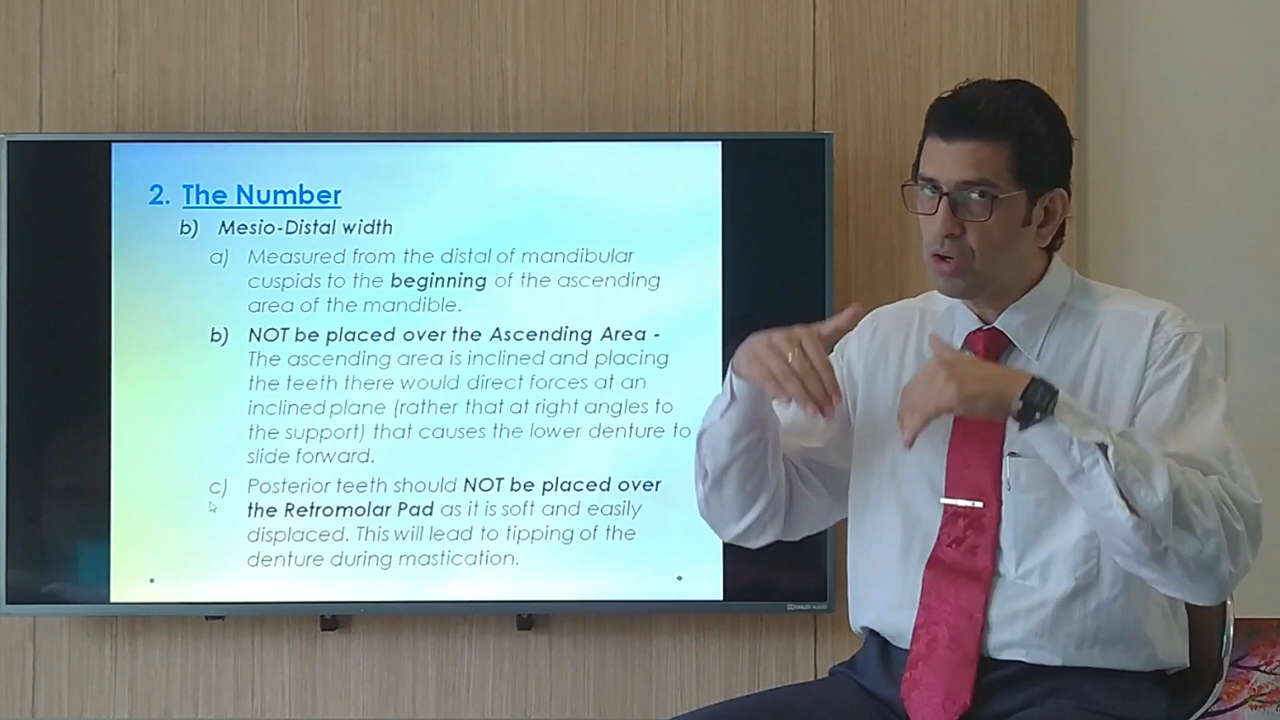 2. The Number
b) Mesio-Distal width
a) Measured from the distal of mandibular
cuspids to the beginning of the ascending
area of the mandible.
b) NOT be placed over the Ascending Area -
The ascending area is inclined and placing
the teeth there would direct forces at an
inclined plane (rather that at right angles to
the support) that causes the lower denture to
slide forward.
c) Posterior teeth should NOT be placed over
the Retromolar Pad as it is soft and easily
displaced. This will lead to tipping of the
denture during mastication.
DOLBY AUDIO